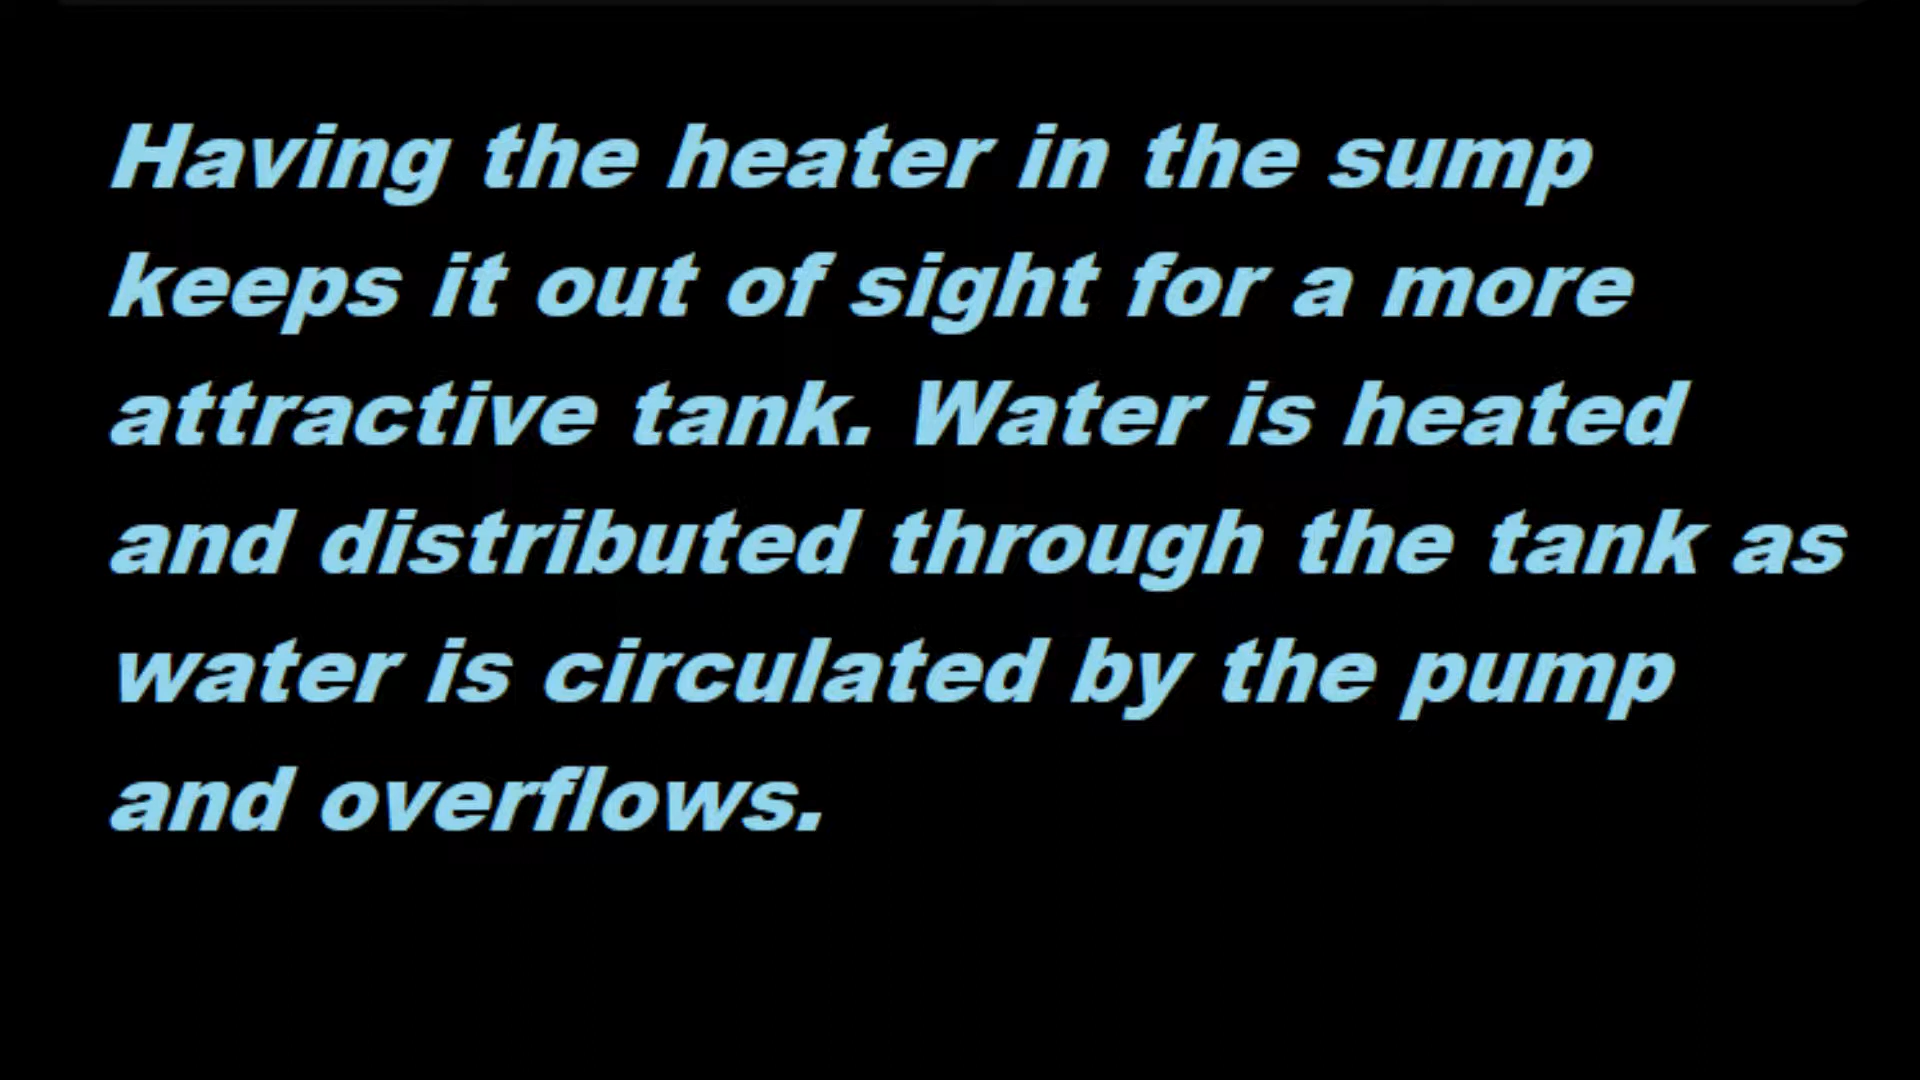 Having the heater in the sump
keeps it out of sight for a more
attractive tank. Water is heated
and distributed through the tank as
water is circulated by the pump
and overflows.